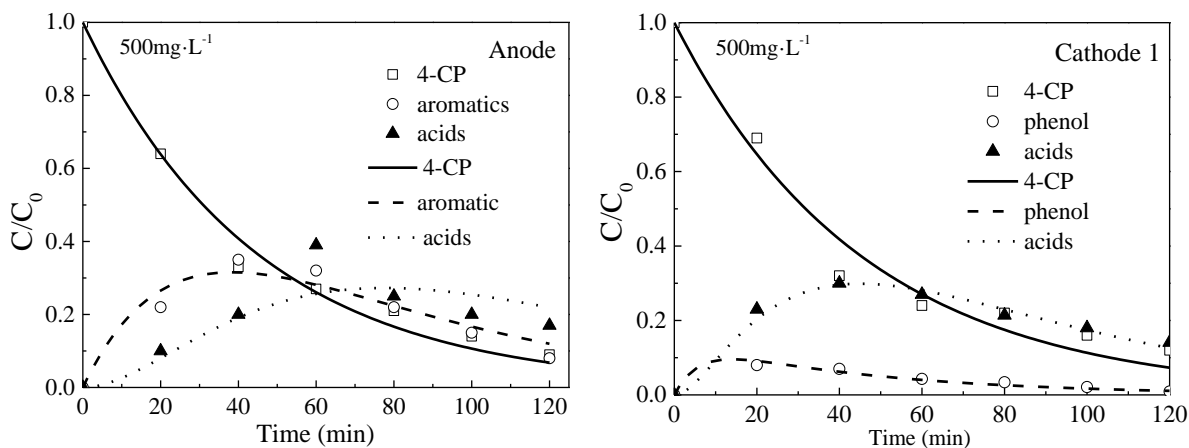 500mg·L⁻¹
Anode
4-CP
aromatics
acids
4-CP
aromatic
acids
C/C₀
1.0
0.8
0.6
0.4
0.2
0.0
0 20 40 60 80 100 120
Time (min)
500mg·L⁻¹
Cathode 1
4-CP
phenol
acids
4-CP
phenol
acids
C/C₀
1.0
0.8
0.6
0.4
0.2
0.0
0 20 40 60 80 100 120
Time (min)